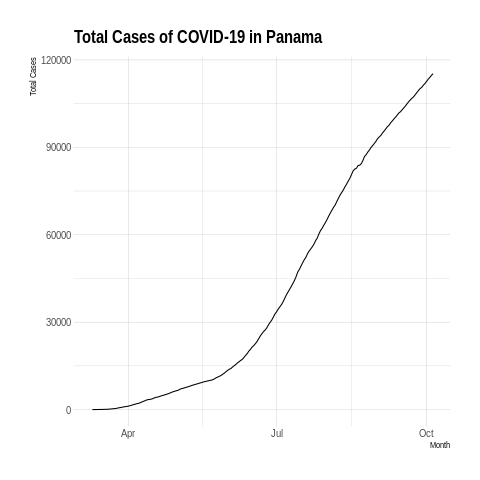 Total Cases of COVID-19 in Panama
Total Cases
120000
90000
60000
30000
0
Apr
Jul
Oct
Month